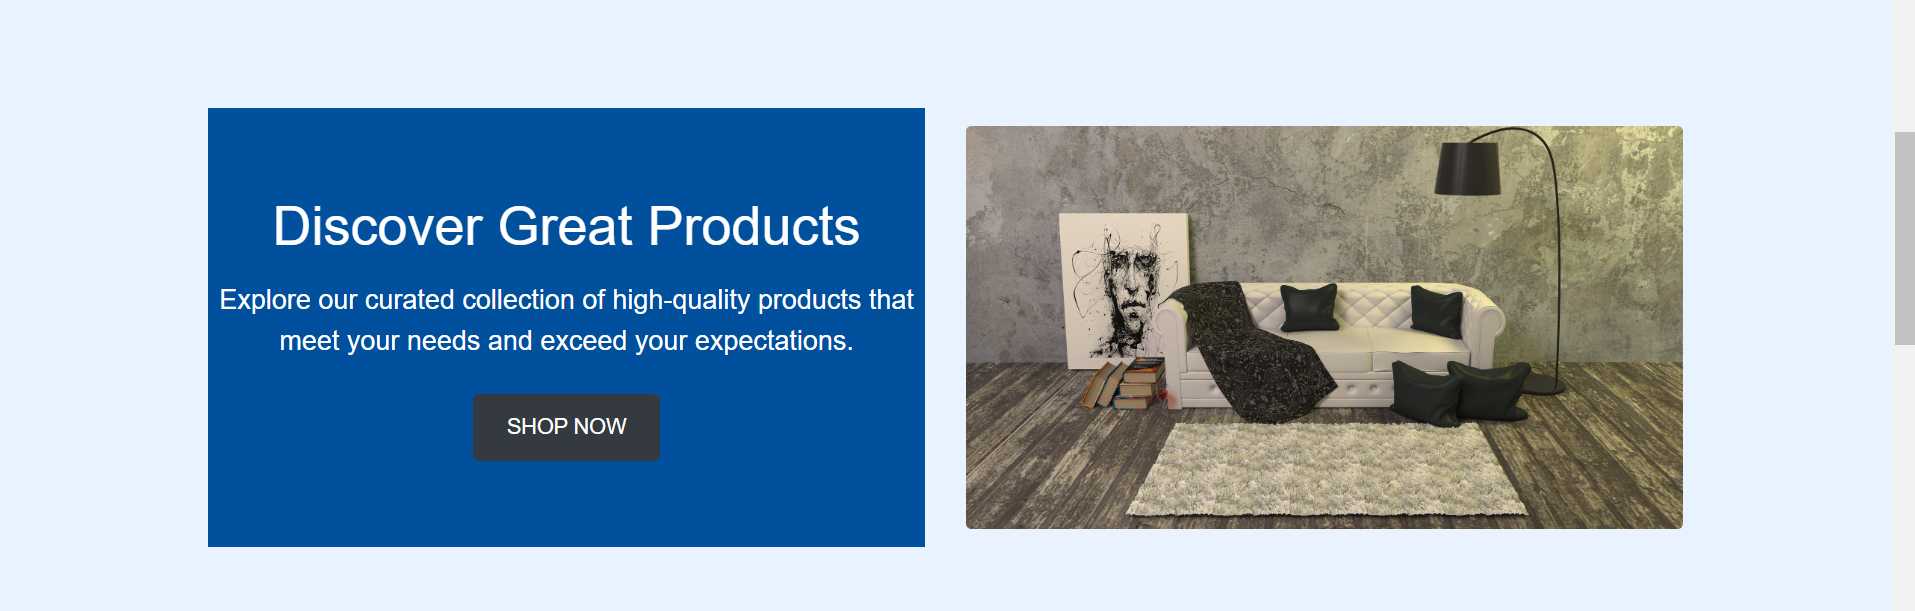 Discover Great Products
Explore our curated collection of high-quality products that
meet your needs and exceed your expectations.
SHOP NOW